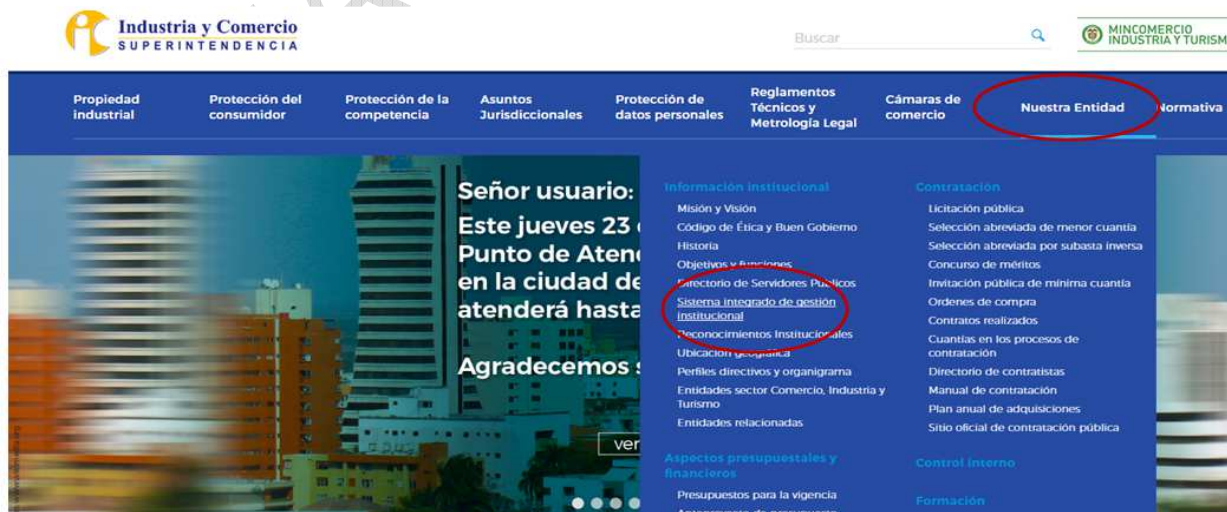 Industria y Comercio
SUPERINTENDENCIA
Buscar
MINCOMERCIO
INDUSTRIA Y TURISM
Propiedad
industrial
Protección del
consumidor
Protección de la
competencia
Asuntos
Jurisdiccionales
Protección de
datos personales
Reglamentos
Técnicos y
Metrología Legal
Cámaras de
comercio
Nuestra Entidad
Normativa
Señor usuario:
Este jueves 23
Punto de Aten
en la ciudad de
atenderá hasta
Agradecemos s
ver
Información institucional
Misión y Visión
Código de Ética y Buen Gobierno
Historia
Objetivos y funciones
Directorio de Servidores Públicos
Sistema integrado de gestión
institucional
Reconocimientos Institucionales
Ubicación geográfica
Perfiles directivos y organigrama
Entidades sector Comercio, Industria y
Turismo
Entidades relacionadas
Aspectos presupuestales y
financieros
Presupuestos para la vigencia
Contratación
Licitación pública
Selección abreviada de menor cuantía
Selección abreviada por subasta inversa
Concurso de méritos
Invitación pública de mínima cuantía
Ordenes de compra
Contratos realizados
Cuantías en los procesos de
contratación
Directorio de contratistas
Manual de contratación
Plan anual de adquisiciones
Sitio oficial de contratación pública
Control interno
Formación